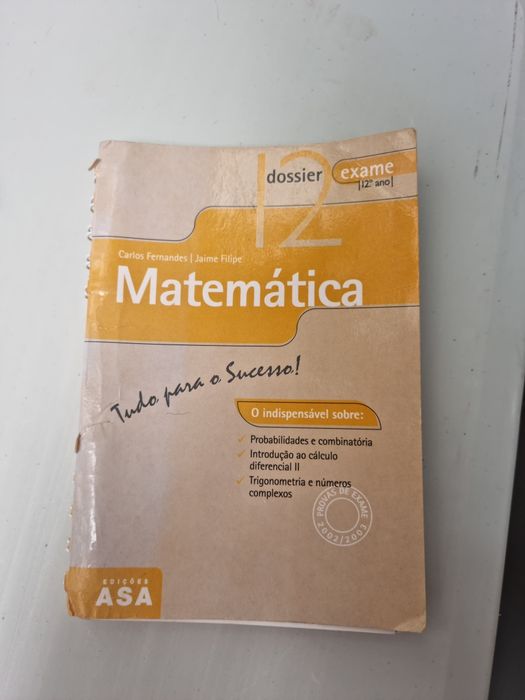 12
dossier exame
|12.º ano|
Carlos Fernandes | Jaime Filipe
Matemática
Tudo para o Sucesso!
O indispensável sobre:
✓ Probabilidades e combinatória
✓ Introdução ao cálculo
diferencial II
✓ Trigonometria e números
complexos
PROVAS DE EXAME
2002/2003
EDIÇÕES
ASA